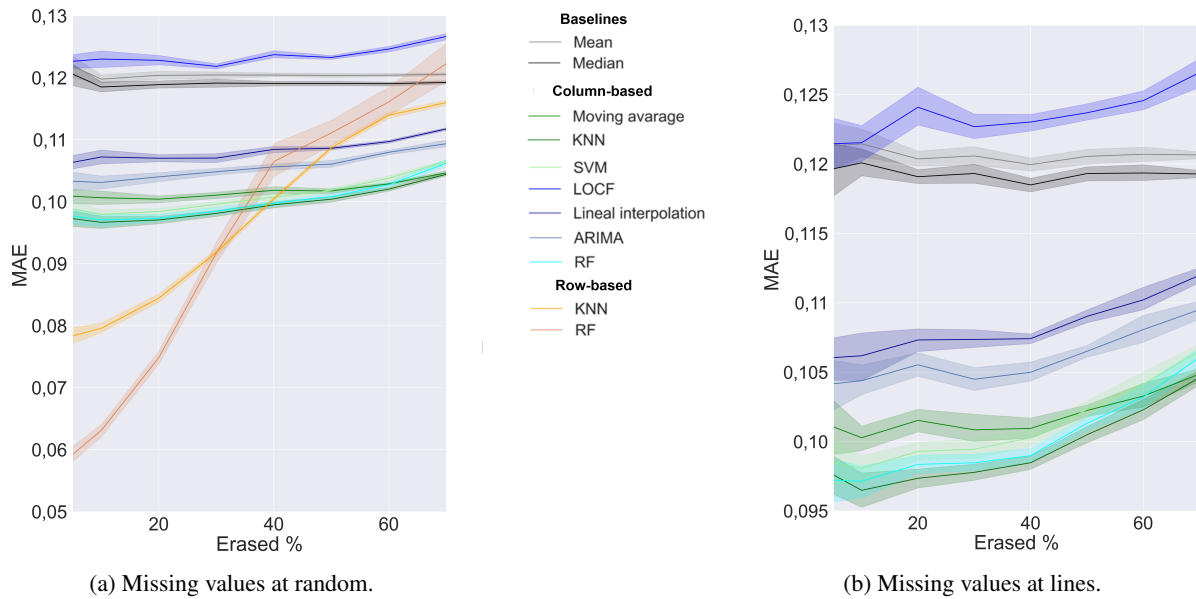 0,13
0,12
0,11
0,10
0,09
0,08
0,07
0,06
0,05
MAE
20
40
60
Erased %
(a) Missing values at random.
Baselines
Mean
Median
Column-based
Moving avarage
KNN
SVM
LOCF
Lineal interpolation
ARIMA
RF
Row-based
KNN
RF
0,13
0,125
0,12
0,115
0,11
0,105
0,10
0,095
MAE
20
40
60
Erased %
(b) Missing values at lines.